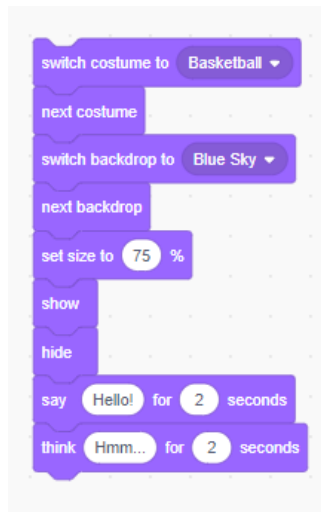 switch costume to Basketball
next costume
switch backdrop to Blue Sky
next backdrop
set size to 75 %
show
hide
say Hello! for 2 seconds
think Hmm... for 2 seconds